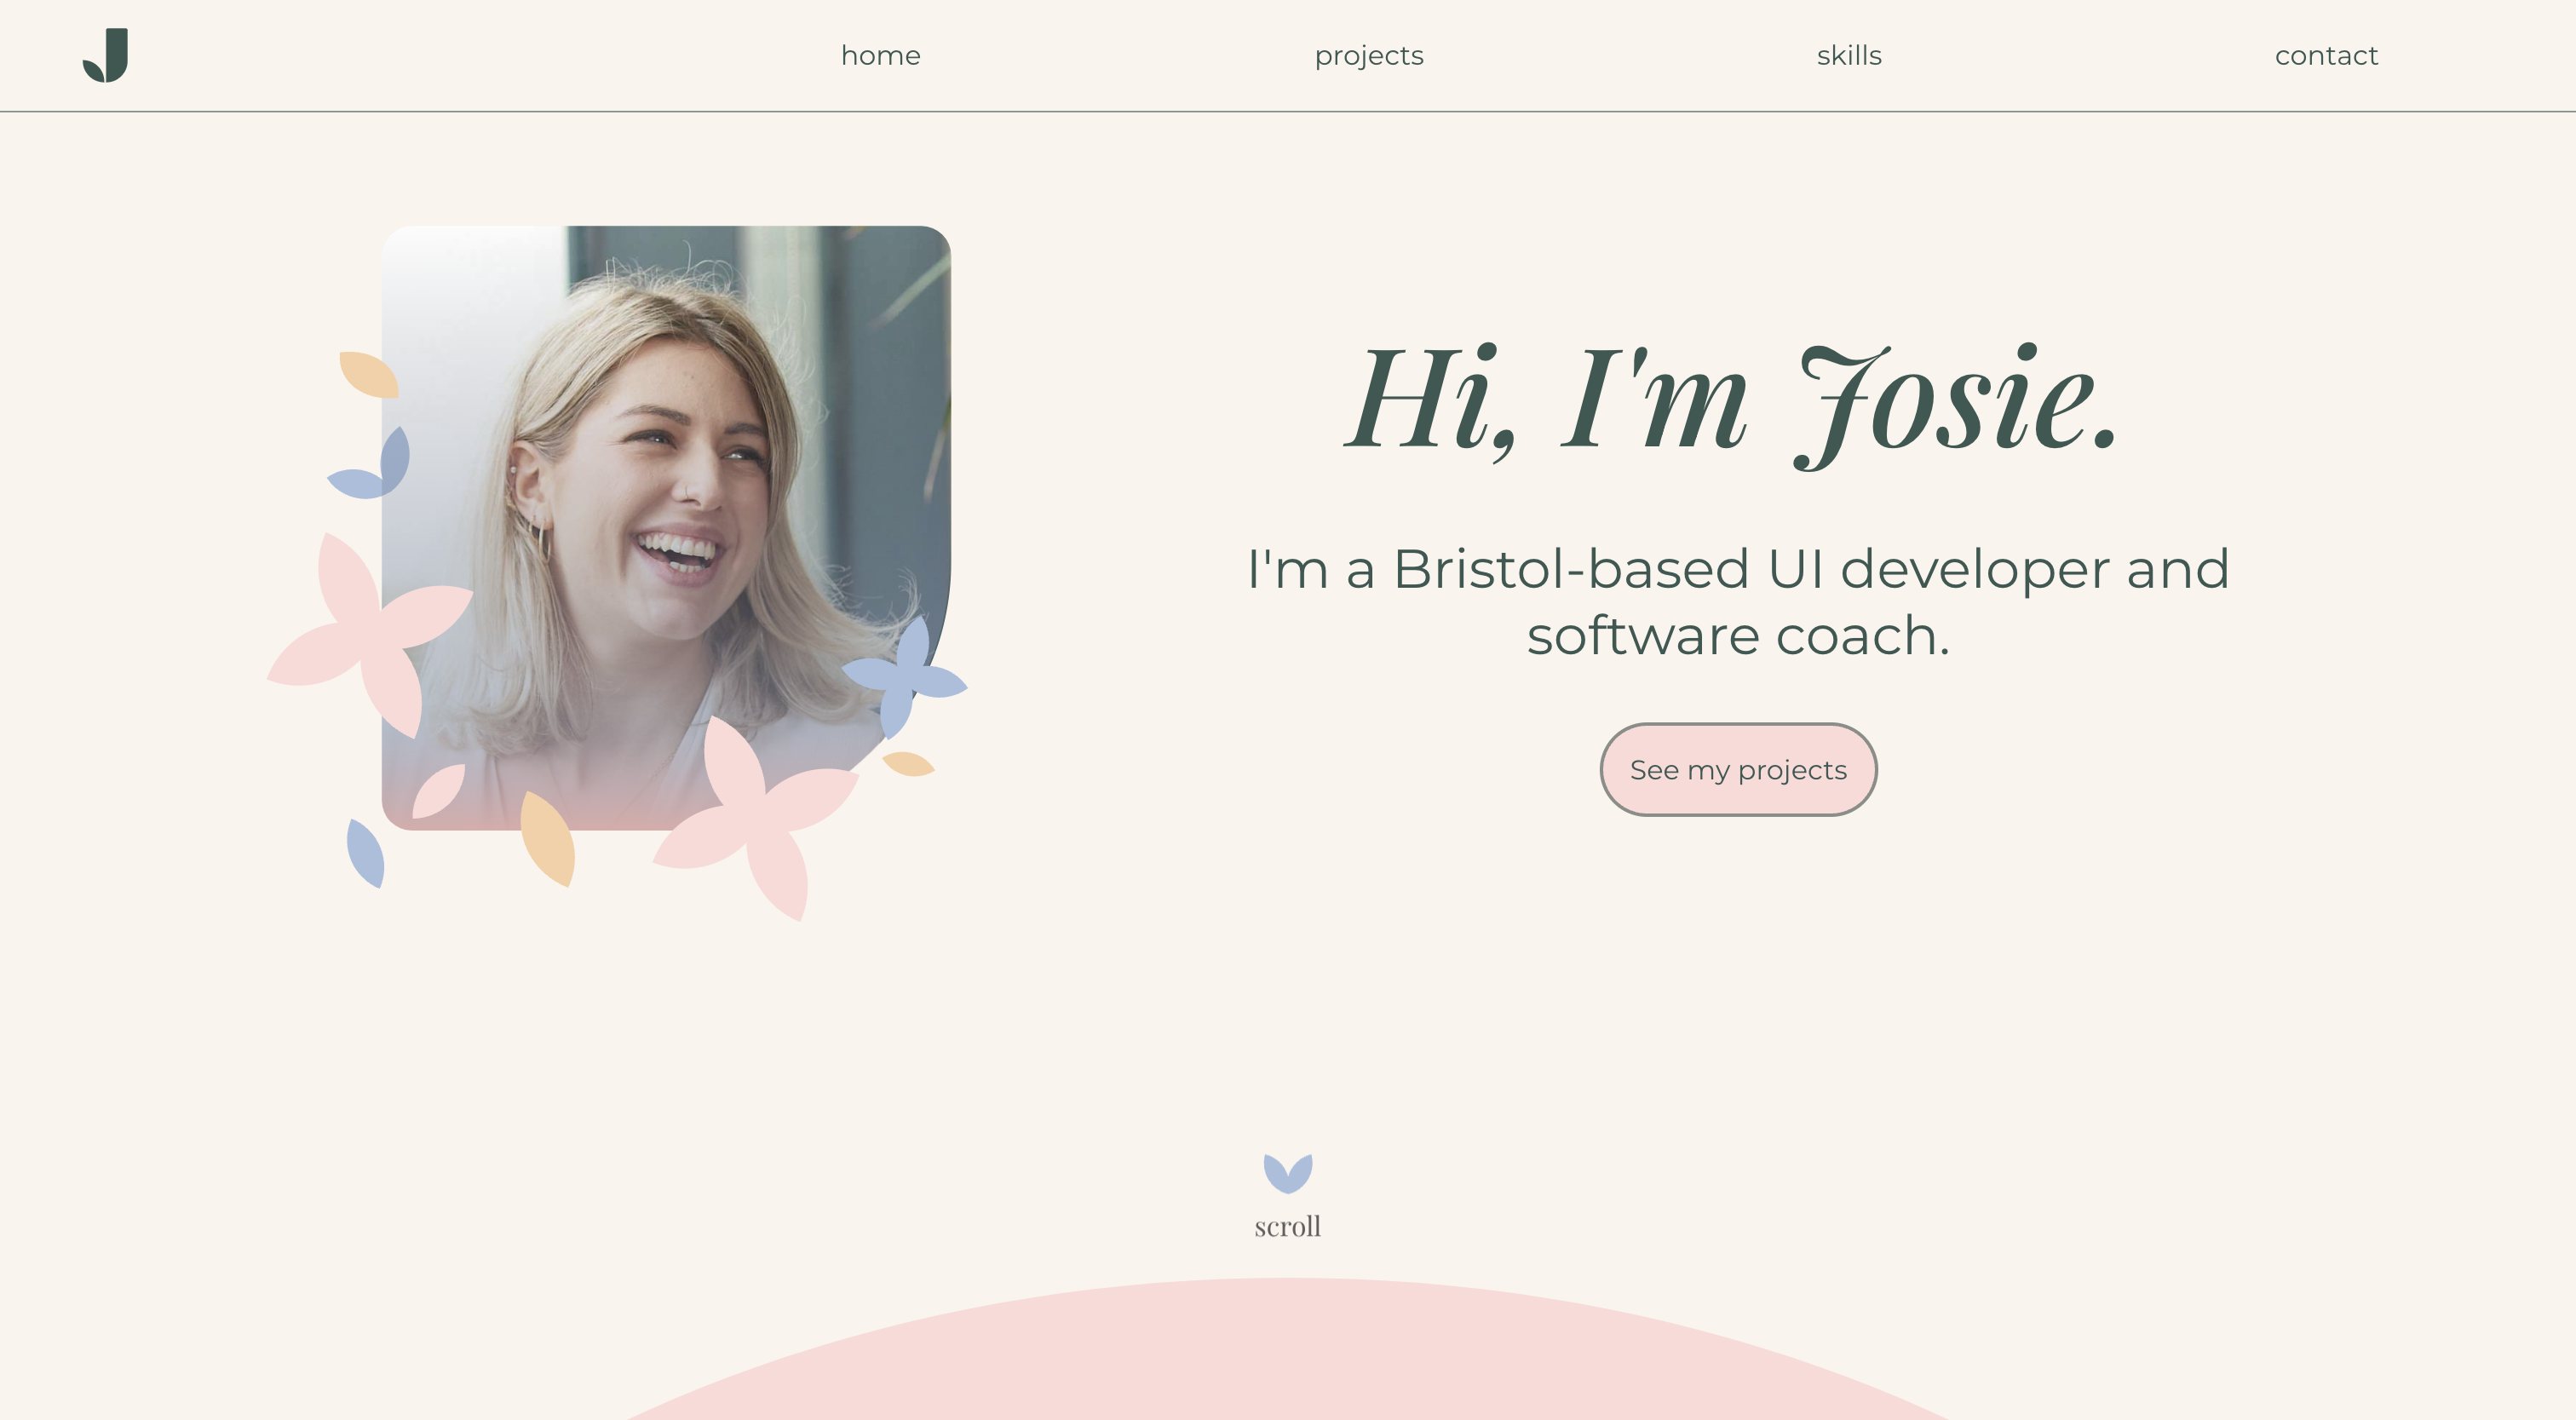 J
home
projects
skills
contact
Hi, I'm Josie.
I'm a Bristol-based UI developer and
software coach.
See my projects
scroll